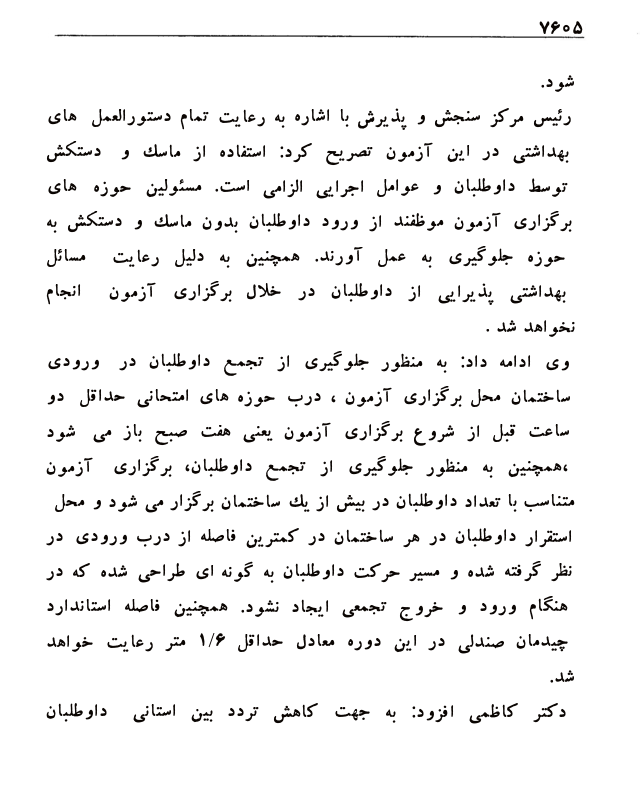 ۷۶۰۵
شود.
رئیس مرکز سنجش و پذیرش با اشاره به رعایت تمام دستورالعمل های
بهداشتی در این آزمون تصریح کرد: استفاده از ماسك و دستکش
توسط داوطلبان و عوامل اجرایی الزامی است. مسئولین حوزه های
برگزاری آزمون موظفند از ورود داوطلبان بدون ماسك و دستکش به
حوزه جلوگیری به عمل آورند. همچنین به دلیل رعایت مسائل
بهداشتی پذیرایی از داوطلبان در خلال برگزاری آزمون انجام
نخواهد شد .
وی ادامه داد: به منظور جلوگیری از تجمع داوطلبان در ورودی
ساختمان محل برگزاری آزمون ، درب حوزه های امتحانی حداقل دو
ساعت قبل از شروع برگزاری آزمون یعنی هفت صبح باز می شود
،همچنین به منظور جلوگیری از تجمع داوطلبان، برگزاری آزمون
متناسب با تعداد داوطلبان در بیش از یك ساختمان برگزار می شود و محل
استقرار داوطلبان در هر ساختمان در کمترین فاصله از درب ورودی در
نظر گرفته شده و مسیر حرکت داوطلبان به گونه ای طراحی شده که در
هنگام ورود و خروج تجمعی ایجاد نشود. همچنین فاصله استاندارد
چیدمان صندلی در این دوره معادل حداقل ۱/۶ متر رعایت خواهد
شد.
دکتر کاظمی افزود: به جهت کاهش تردد بین استانی داوطلبان